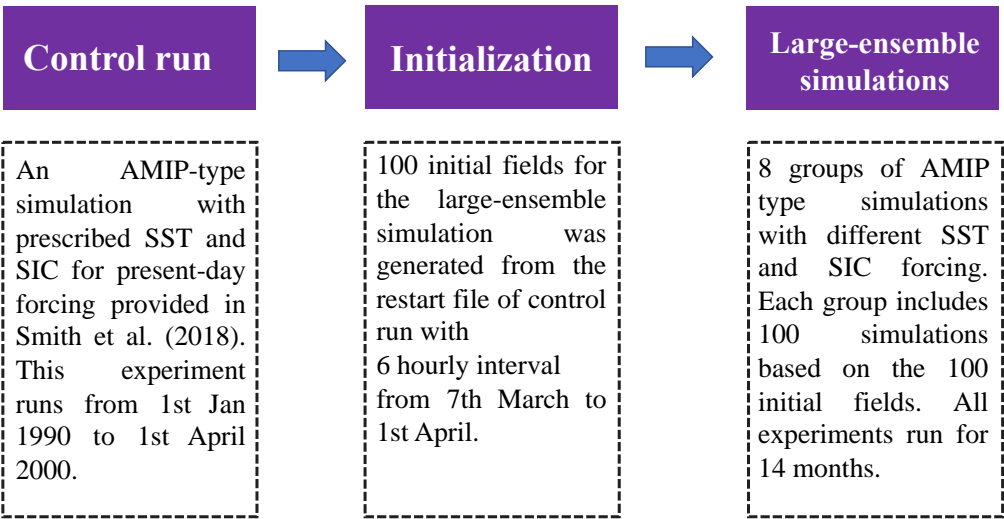 Control run
Initialization
Large-ensemble
simulations
An AMIP-type
simulation with
prescribed SST and
SIC for present-day
forcing provided in
Smith et al. (2018).
This experiment
runs from 1st Jan
1990 to 1st April
2000.
100 initial fields for
the large-ensemble
simulation was
generated from the
restart file of control
run with
6 hourly interval
from 7th March to
1st April.
8 groups of AMIP
type simulations
with different SST
and SIC forcing.
Each group includes
100 simulations
based on the 100
initial fields. All
experiments run for
14 months.